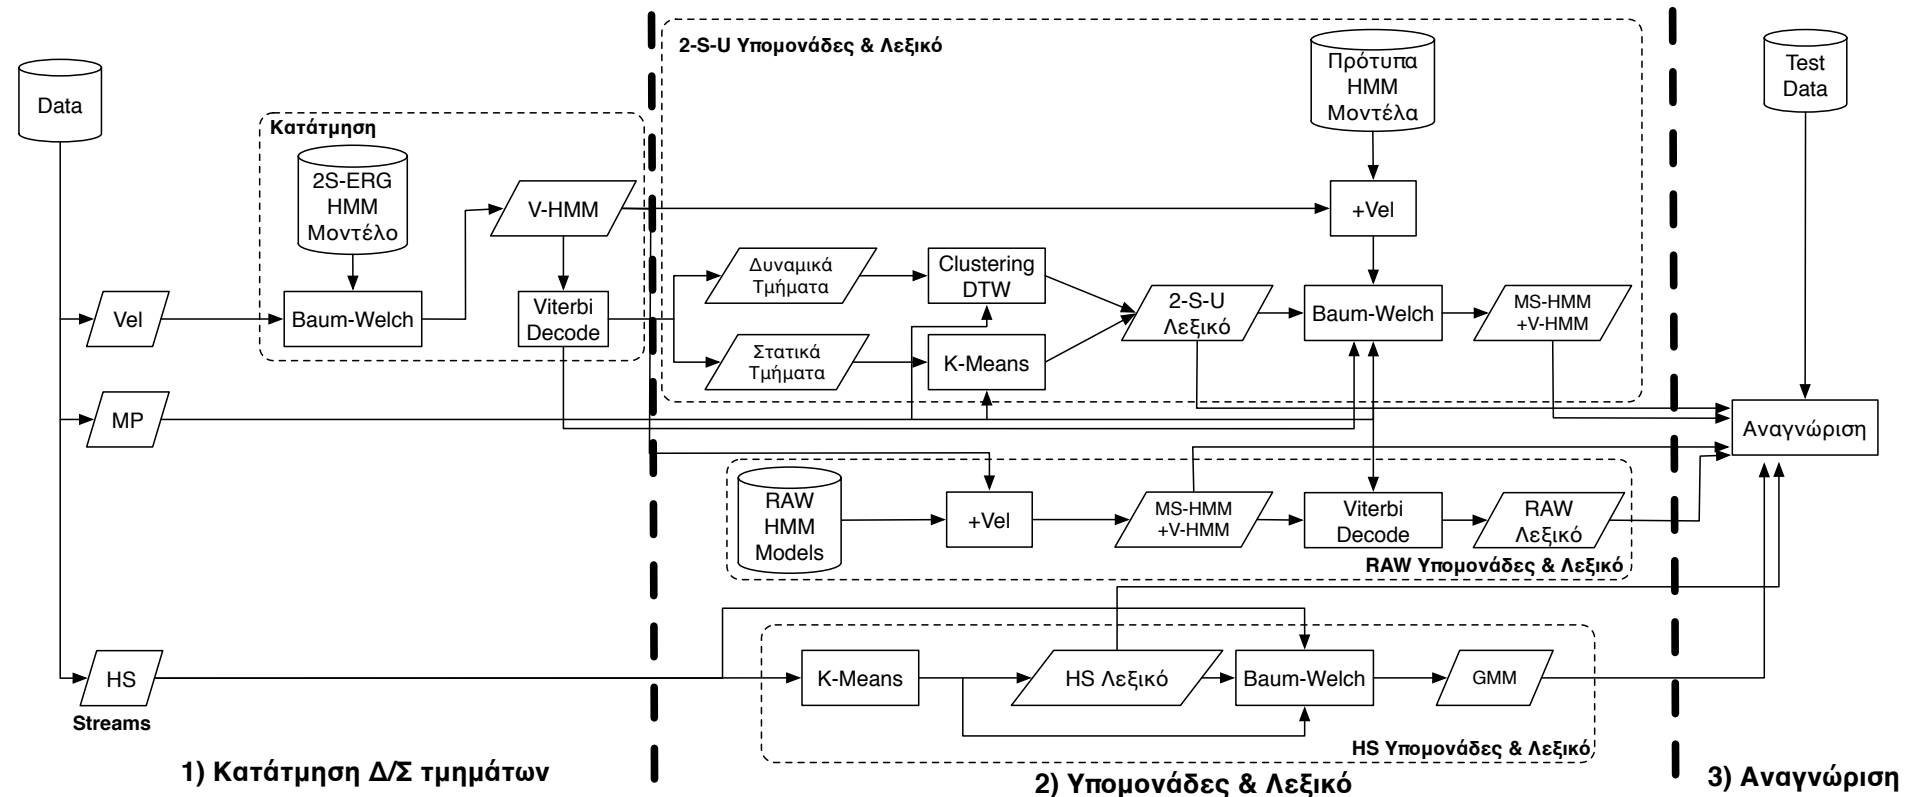 2-S-U Υπομονάδες & Λεξικό
Data
Πρότυπα
HMM
Μοντέλα
Test
Data
Κατάτμηση
2S-ERG
HMM
Μοντέλο
V-HMM
+Vel
Vel
Baum-Welch
Viterbi
Decode
Δυναμικά
Τμήματα
Clustering
DTW
2-S-U
Λεξικό
Baum-Welch
MS-HMM
+V-HMM
Στατικά
Τμήματα
K-Means
MP
Αναγνώριση
RAW
HMM
Models
+Vel
MS-HMM
+V-HMM
Viterbi
Decode
RAW
Λεξικό
RAW Υπομονάδες & Λεξικό
HS
Streams
K-Means
HS Λεξικό
Baum-Welch
GMM
HS Υπομονάδες & Λεξικό
1) Κατάτμηση Δ/Σ τμημάτων
2) Υπομονάδες & Λεξικό
3) Αναγνώριση